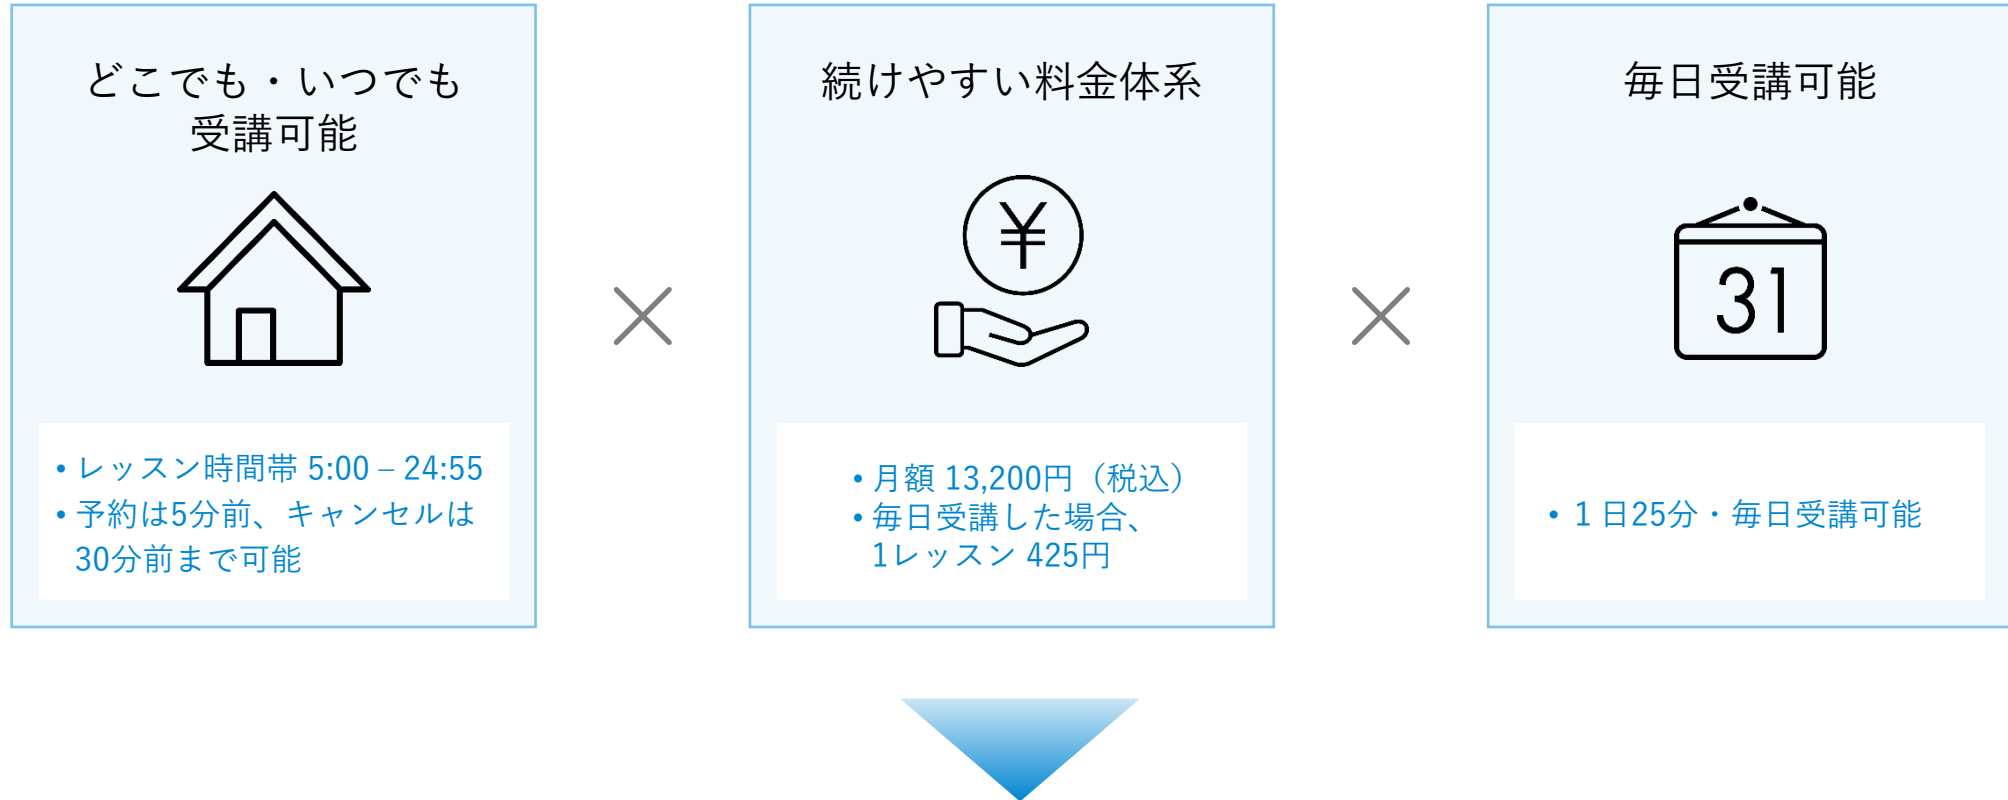 どこでも・いつでも
受講可能
• レッスン時間帯 5:00 – 24:55
• 予約は5分前、キャンセルは
30分前まで可能
×
続けやすい料金体系
¥
• 月額 13,200円（税込）
• 毎日受講した場合、
1レッスン 425円
×
毎日受講可能
31
• １日25分・毎日受講可能